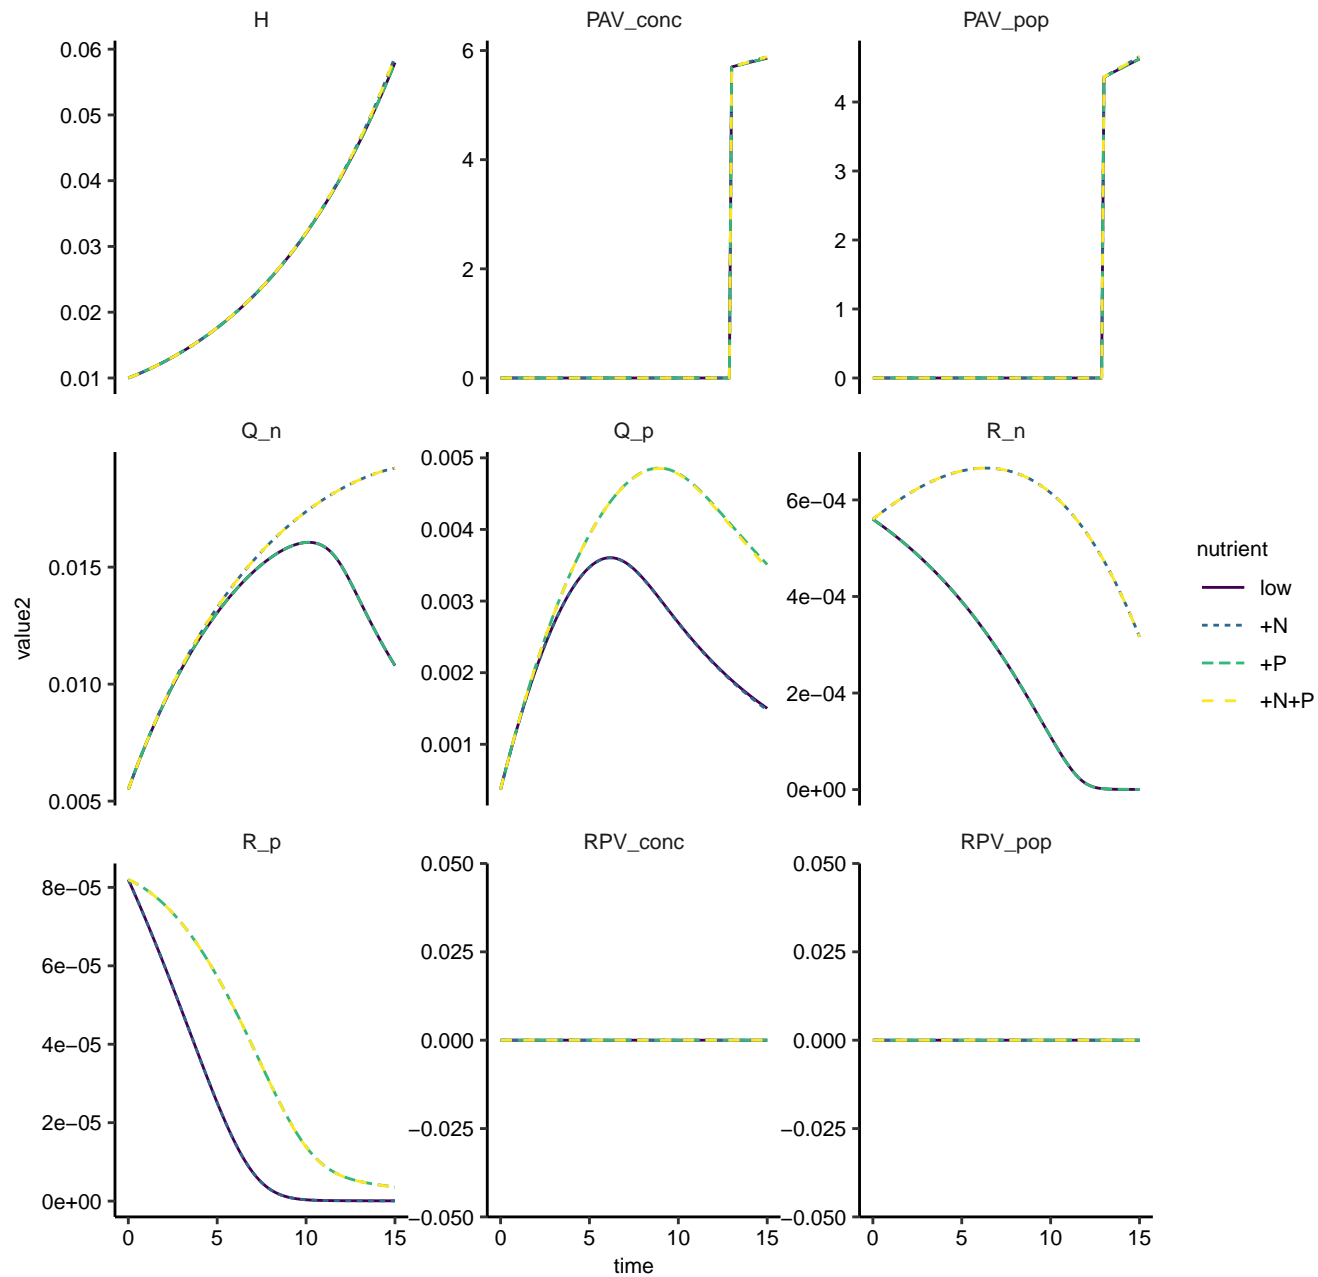 H
PAV_conc
PAV_pop
0.06
0.05
0.04
0.03
0.02
0.01
6
4
2
0
4
3
2
1
0
Q_n
Q_p
R_n
0.015
0.010
0.005
0.005
0.004
0.003
0.002
0.001
6e−04
4e−04
2e−04
0e+00
R_p
RPV_conc
RPV_pop
8e−05
6e−05
4e−05
2e−05
0e+00
0.050
0.025
0.000
−0.025
−0.050
0.050
0.025
0.000
−0.025
−0.050
0 5 10 15
0 5 10 15
0 5 10 15
time
value2
nutrient
low
+N
+P
+N+P